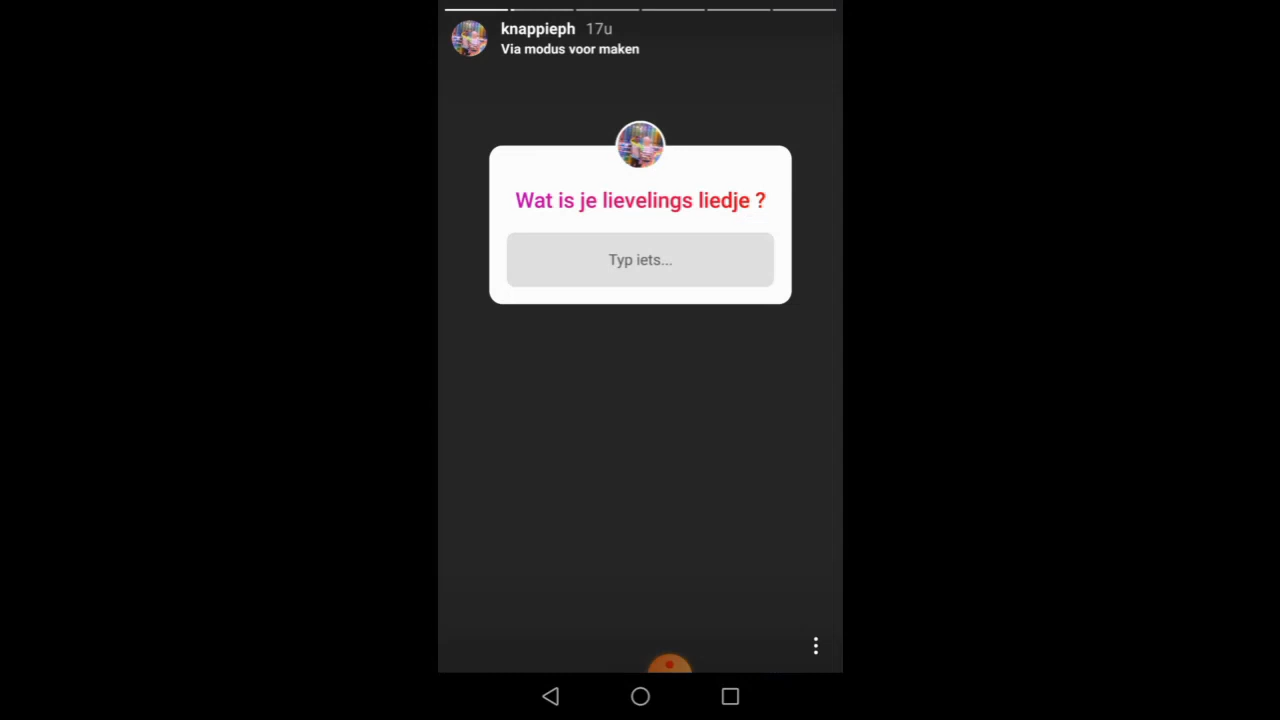 knappieph 17u
Via modus voor maken
Wat is je lievelings liedje ?
Typ iets...